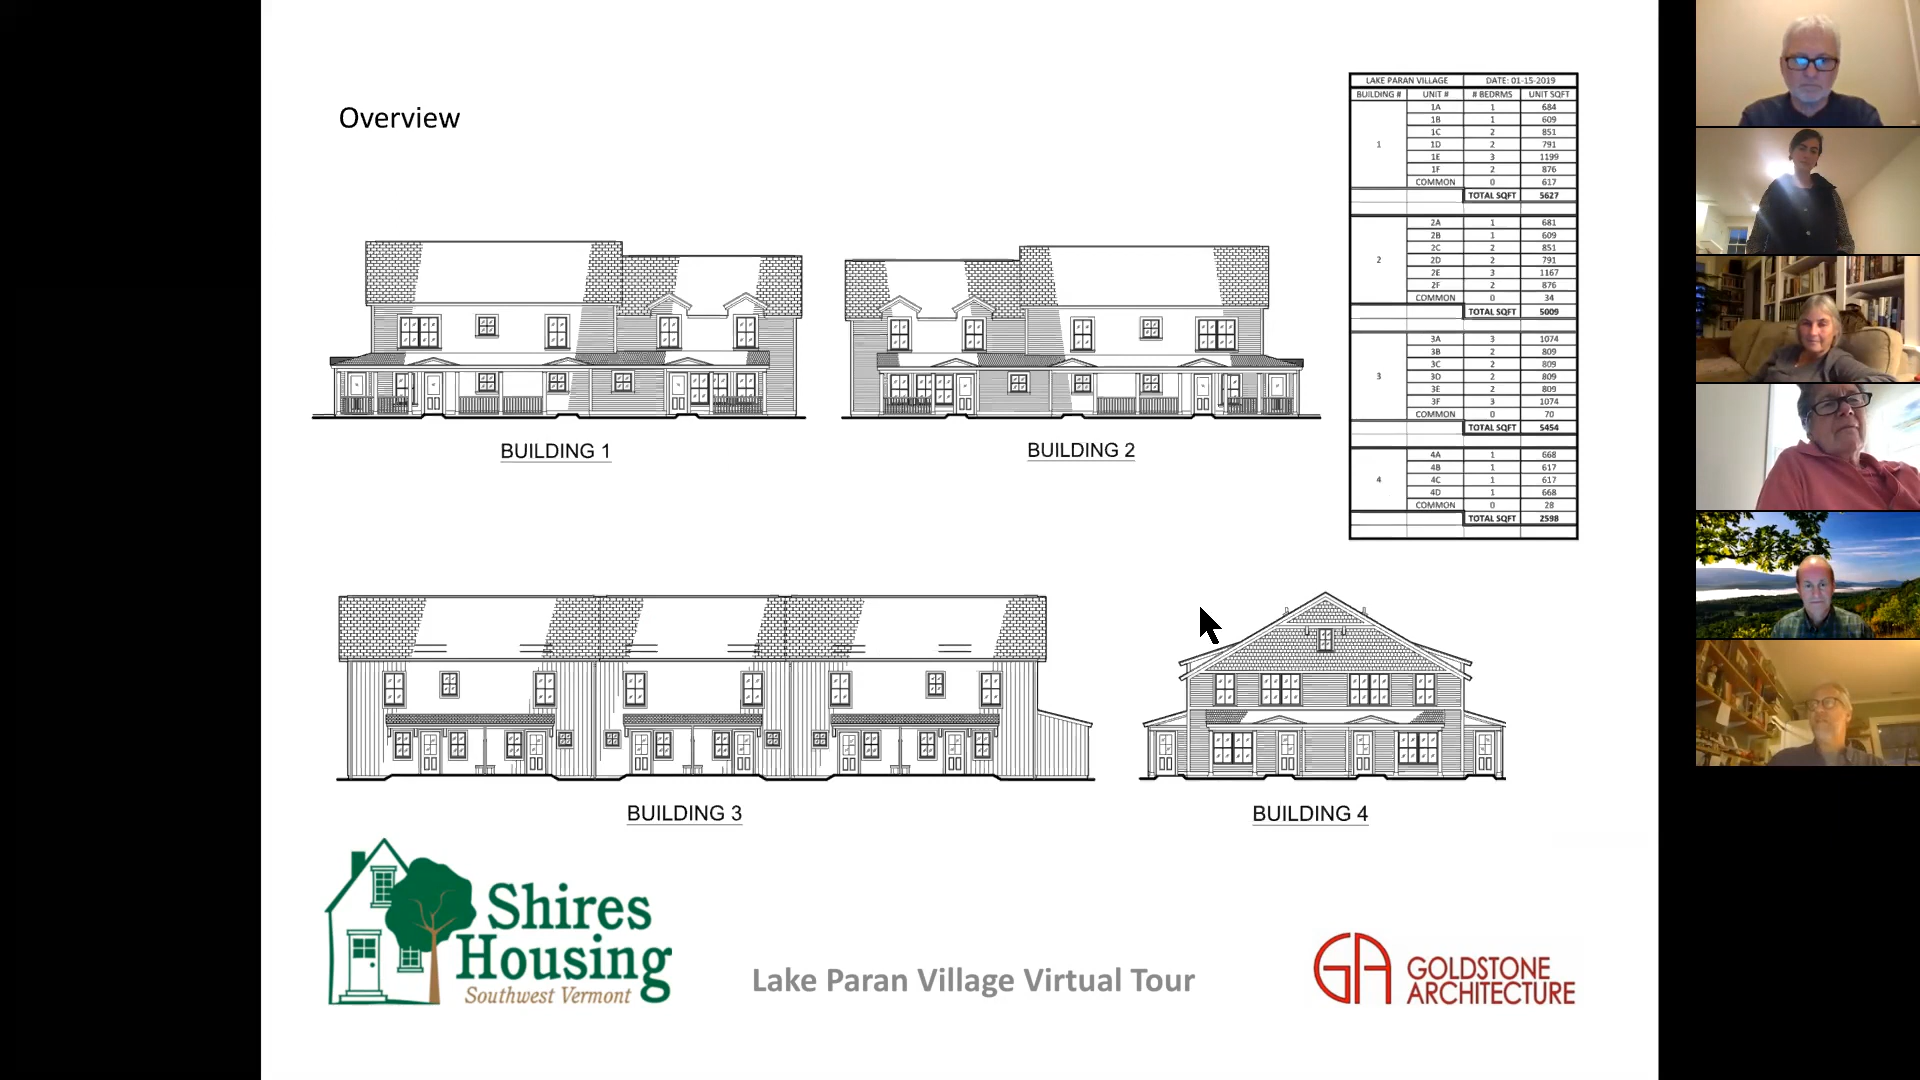 Overview
LAKE PARAN VILLAGE DATE: 01-15-2019
BUILDING # UNIT # # BEDRMS UNIT SQFT
1A 1 684
1B 1 609
1C 2 851
1 1D 2 791
1E 3 1199
1F 2 876
COMMON 0 617
TOTAL SQFT 5627
2A 1 681
2B 1 609
2C 2 851
2 2D 2 791
2E 3 1167
2F 2 876
COMMON 0 34
TOTAL SQFT 5009
3A 3 1074
3B 2 809
3C 2 809
3 3D 2 809
3E 2 809
3F 3 1074
COMMON 0 70
TOTAL SQFT 5454
4A 1 668
4B 1 617
4 4C 1 617
4D 1 668
COMMON 0 28
TOTAL SQFT 2598
BUILDING 1
BUILDING 2
BUILDING 3
BUILDING 4
Shires
Housing
Southwest Vermont
Lake Paran Village Virtual Tour
GA
GOLDSTONE
ARCHITECTURE